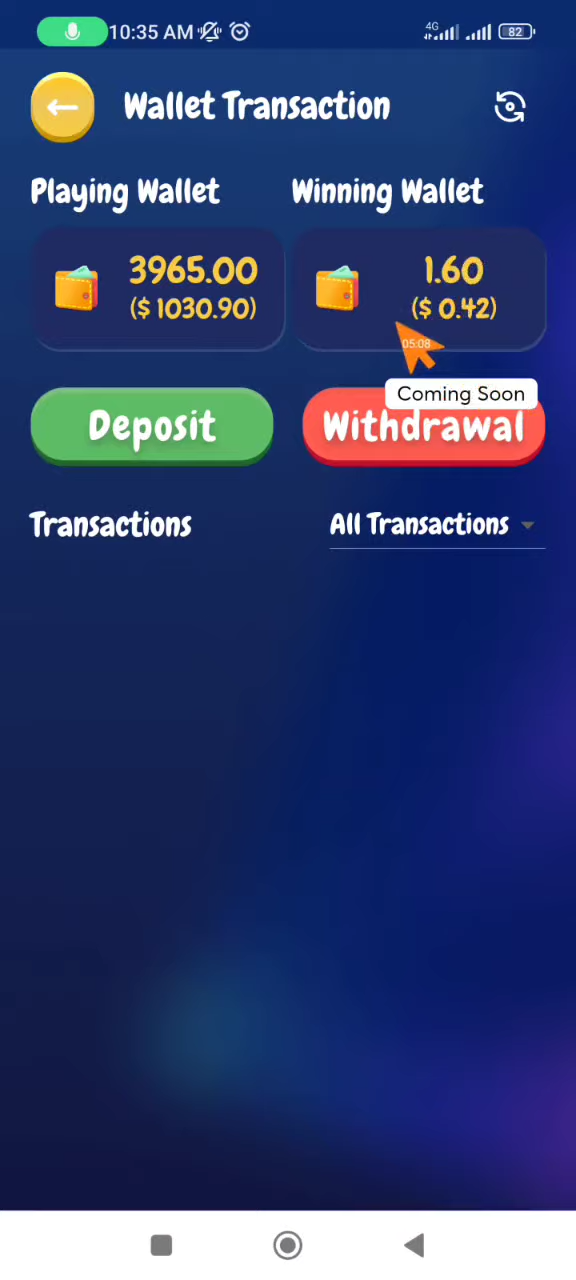 10:35 AM
4G
82
Wallet Transaction
Playing Wallet
Winning Wallet
3965.00
($ 1030.90)
1.60
($ 0.42)
05:08
Coming Soon
Deposit
Withdrawal
Transactions
All Transactions